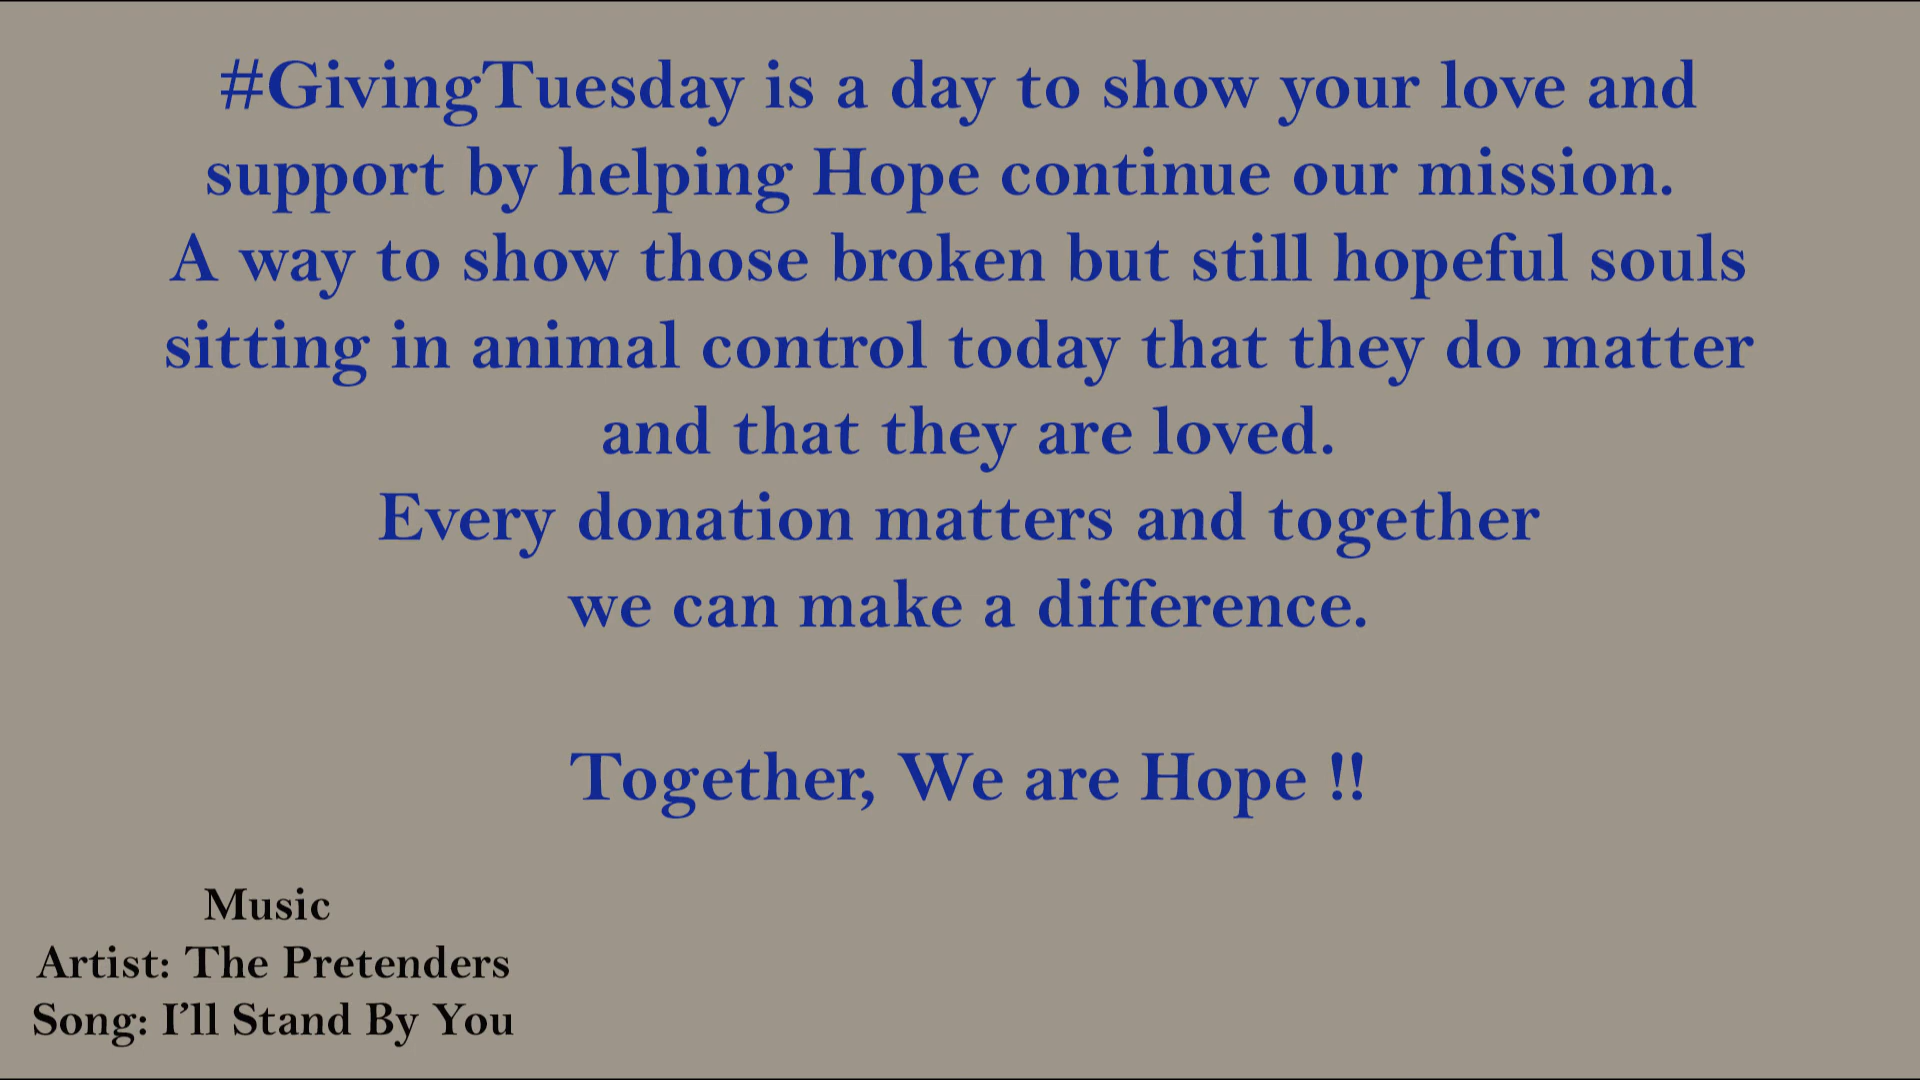 #GivingTuesday is a day to show your love and
support by helping Hope continue our mission.
A way to show those broken but still hopeful souls
sitting in animal control today that they do matter
and that they are loved.
Every donation matters and together
we can make a difference.
Together, We are Hope !!
Music
Artist: The Pretenders
Song: I’ll Stand By You